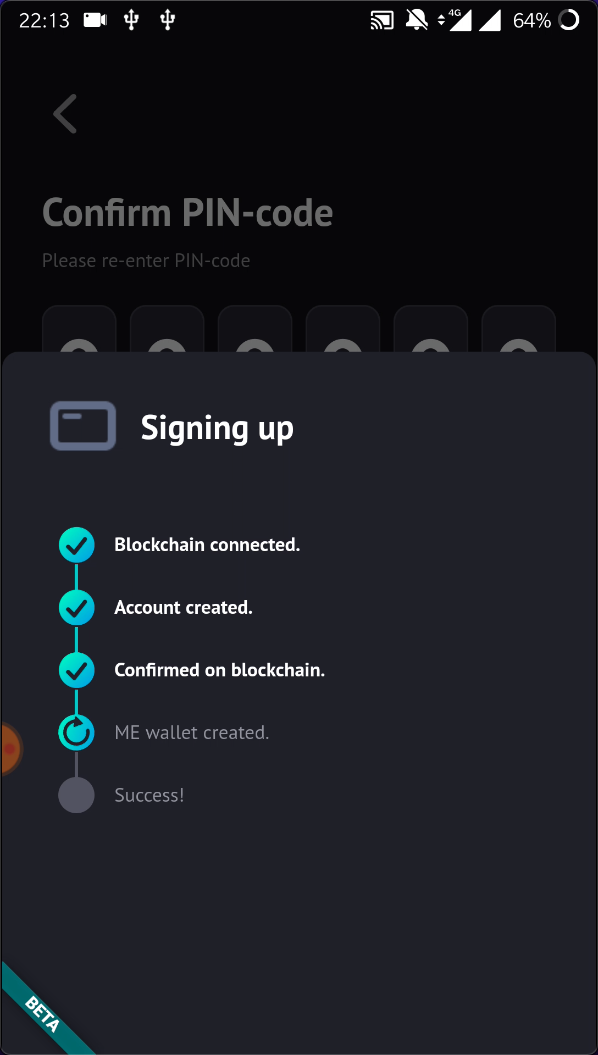 22:13 4G 64%
Confirm PIN-code
Please re-enter PIN-code
Signing up
Blockchain connected.
Account created.
Confirmed on blockchain.
ME wallet created.
Success!
BETA